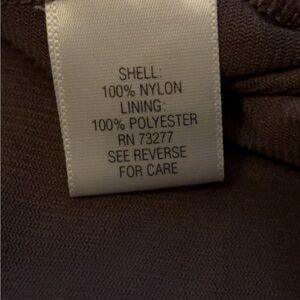 SHELL:
100% NYLON
LINING:
100% POLYESTER
RN 73277
SEE REVERSE
FOR CARE